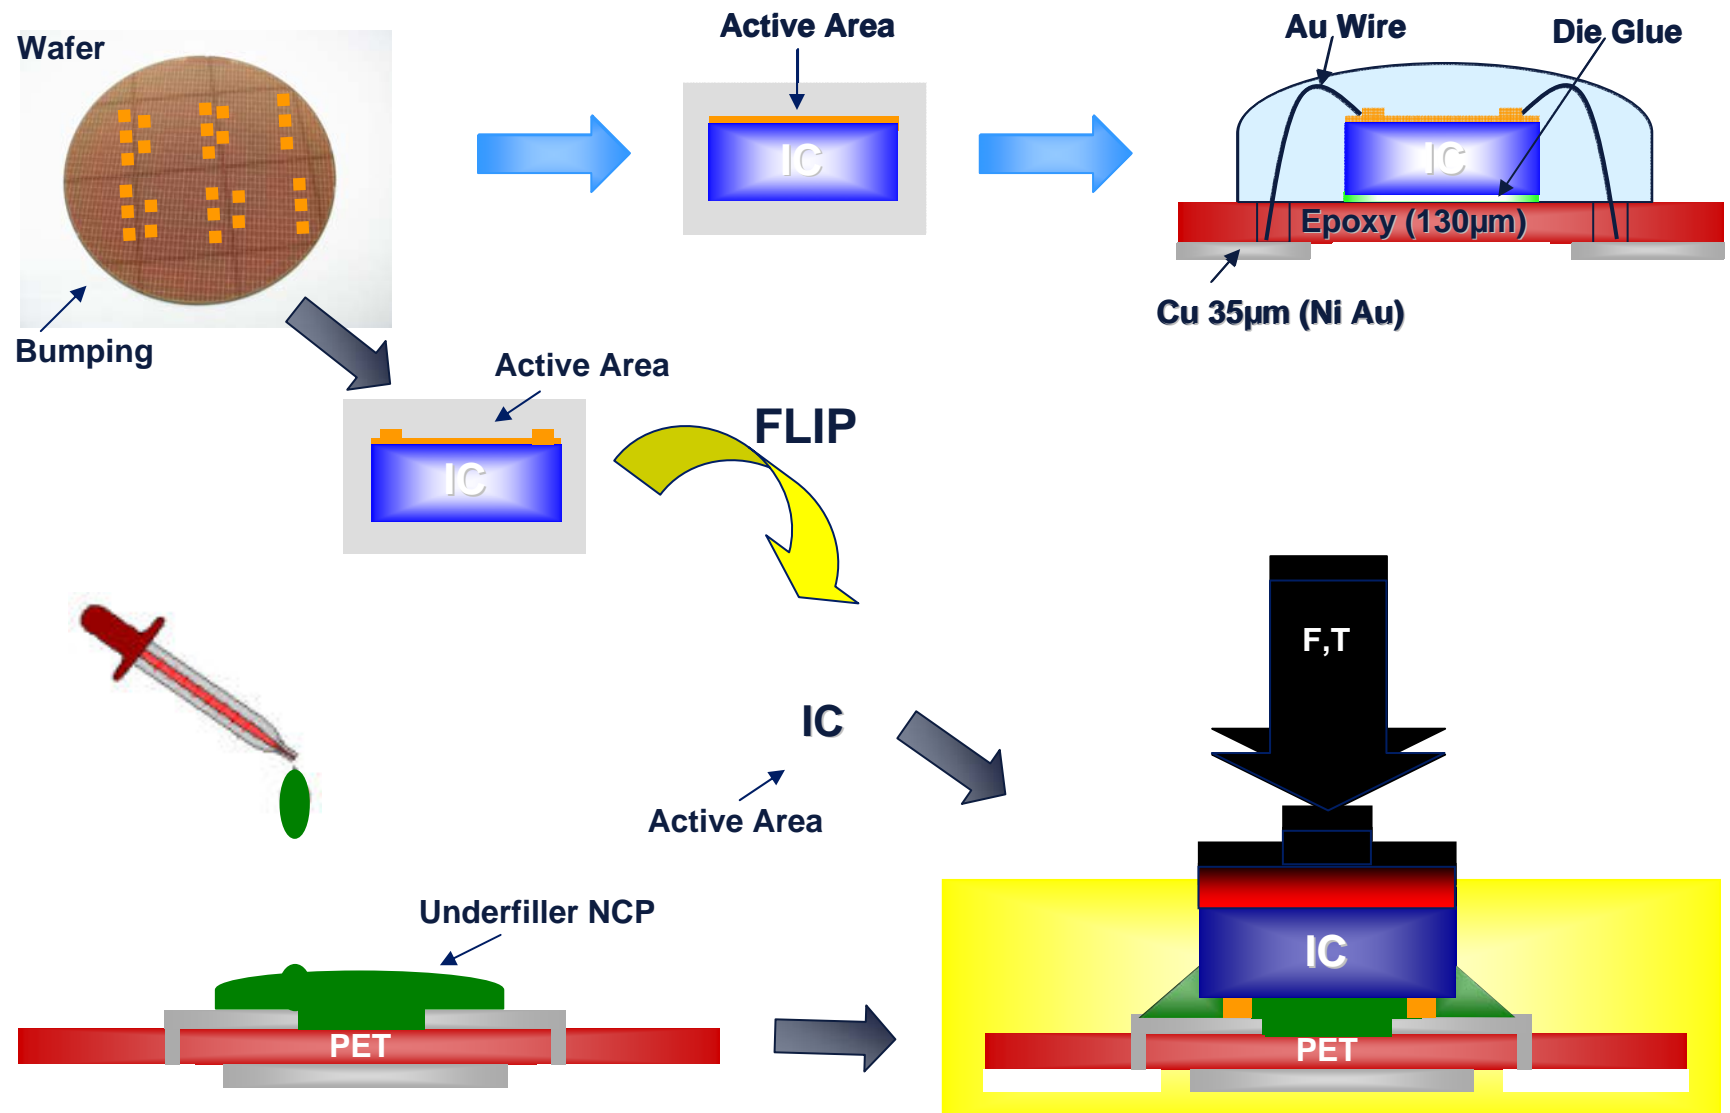 Wafer
Active Area
Au Wire
Die Glue
IC
IC
Epoxy (130µm)
Cu 35µm (Ni Au)
Bumping
Active Area
FLIP
IC
F,T
IC
Active Area
Underfiller NCP
IC
PET
PET